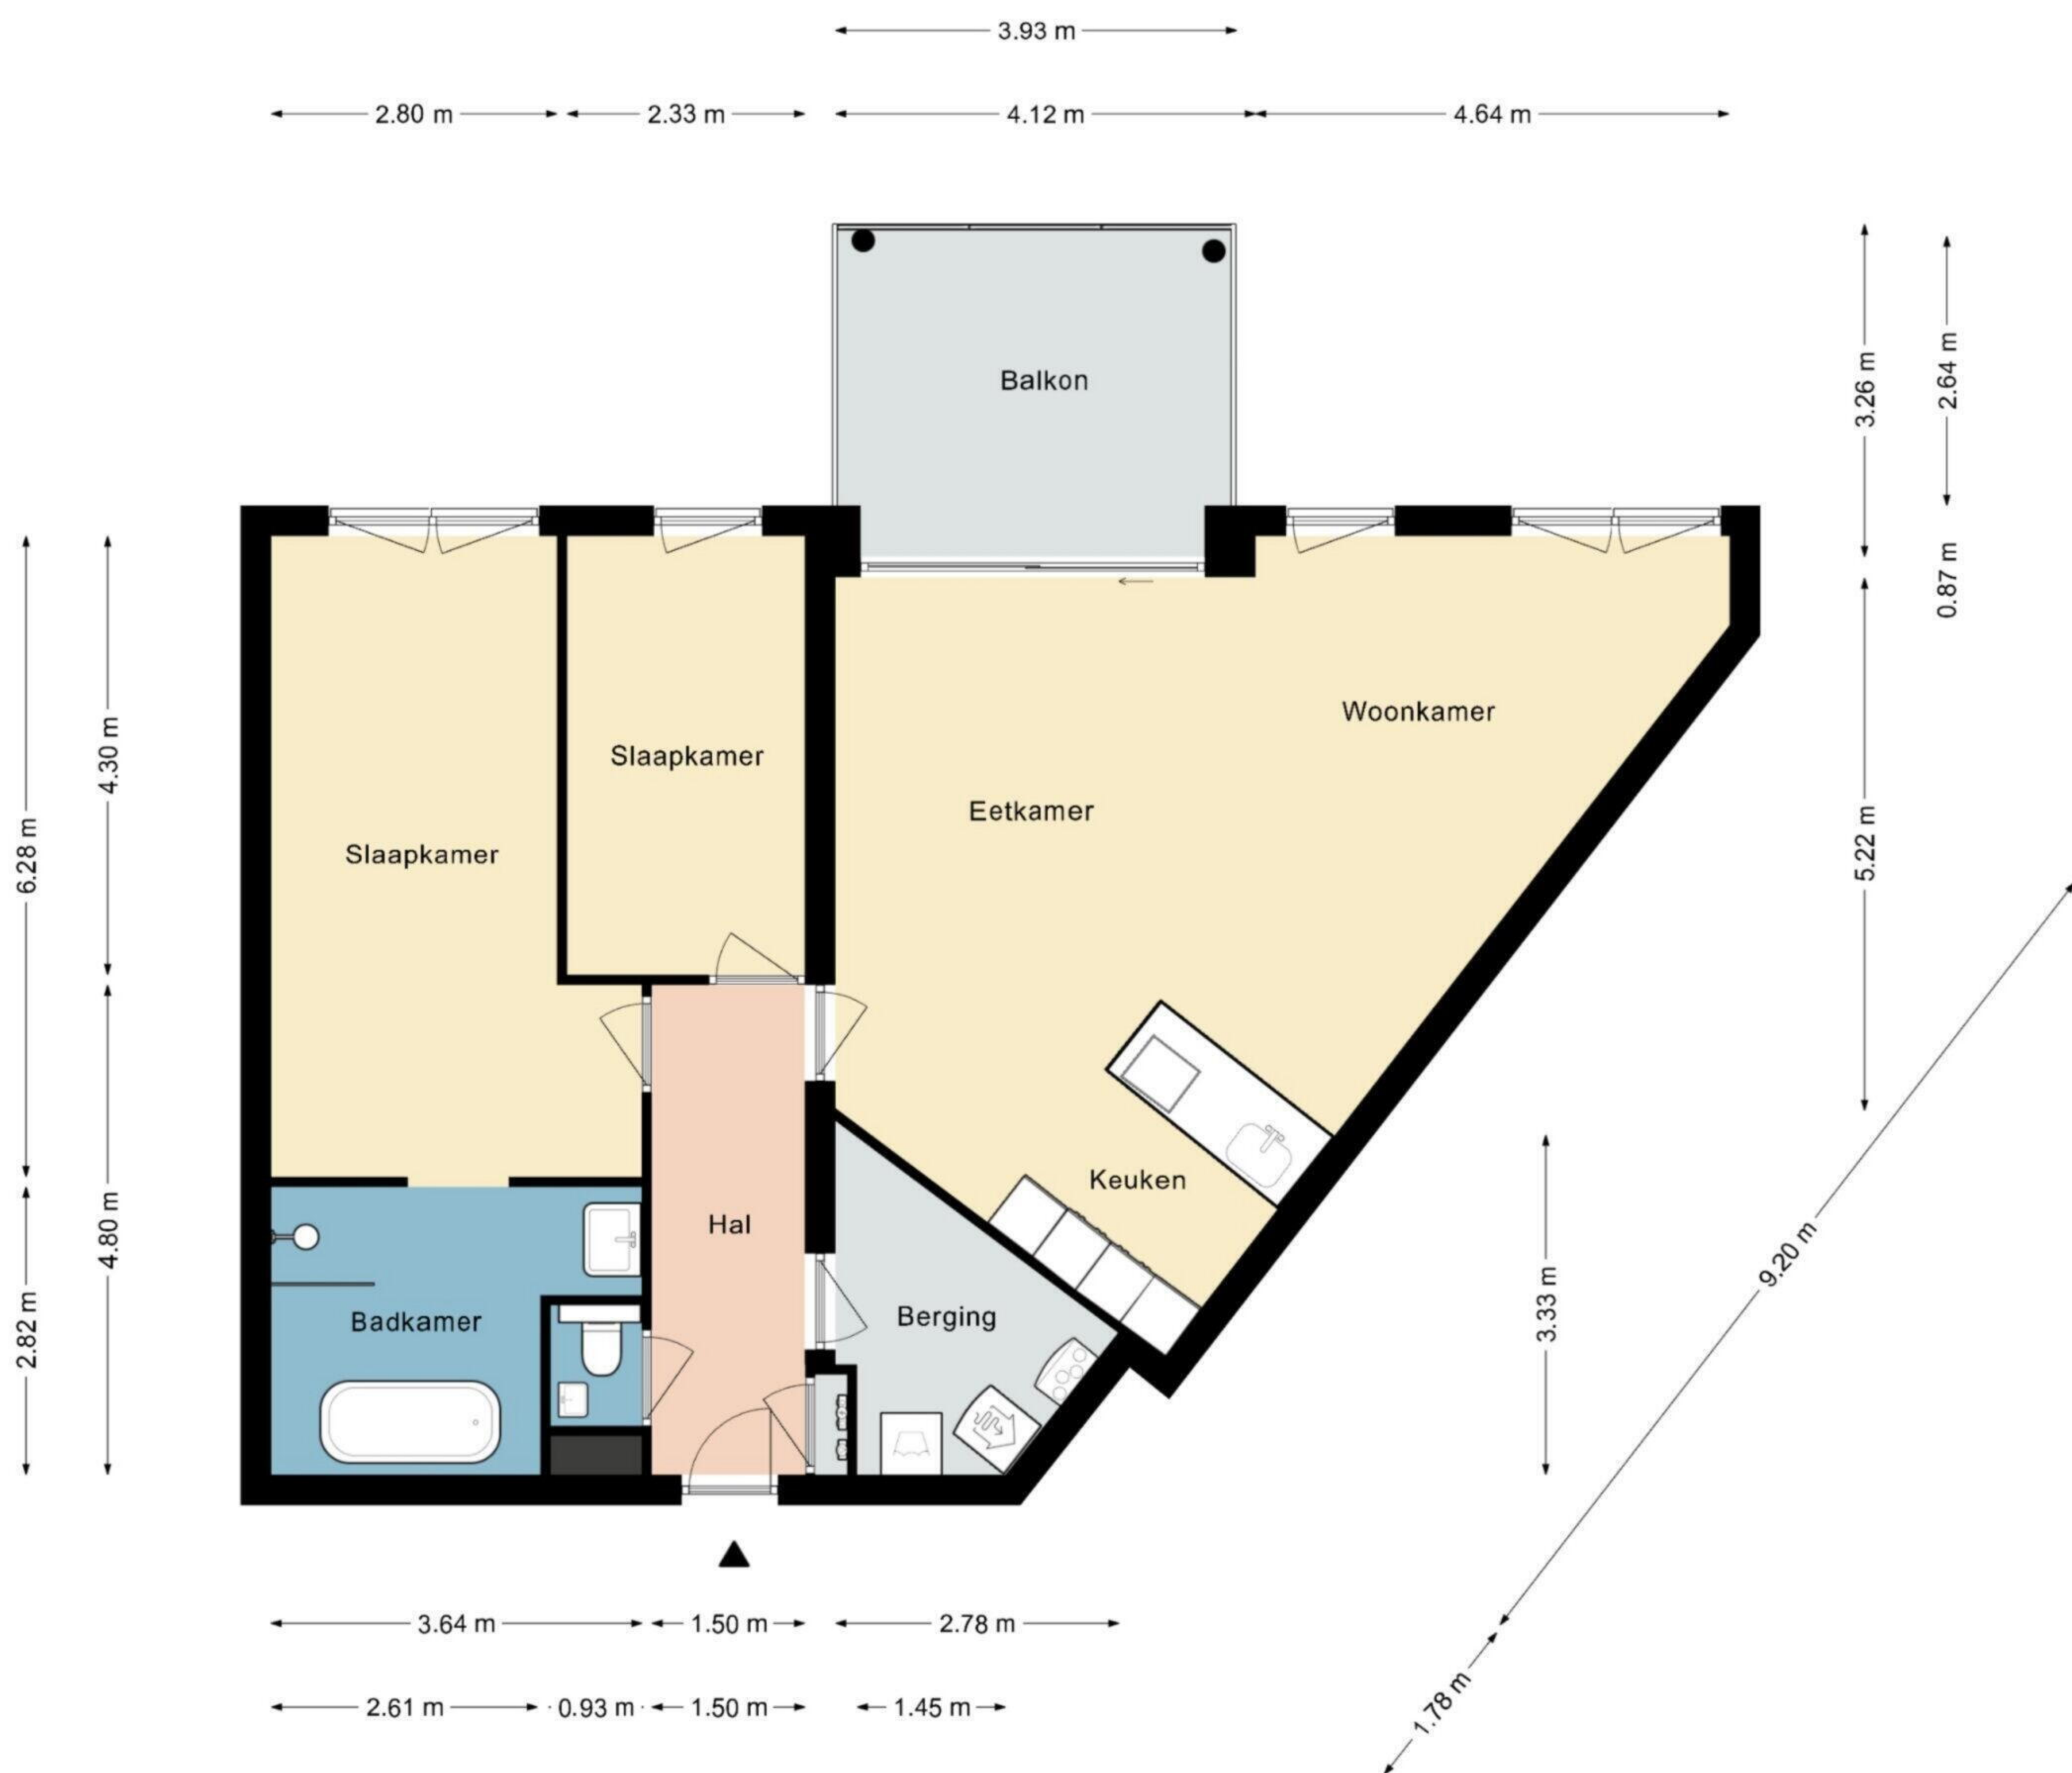 3.93 m
2.80 m
2.33 m
4.12 m
4.64 m
Balkon
3.26 m
2.64 m
0.87 m
Woonkamer
Slaapkamer
Eetkamer
Slaapkamer
4.30 m
6.28 m
5.22 m
Keuken
Hal
4.80 m
9.20 m
Badkamer
Berging
2.82 m
3.33 m
3.64 m
1.50 m
2.78 m
2.61 m
0.93 m
1.50 m
1.45 m
1.78 m